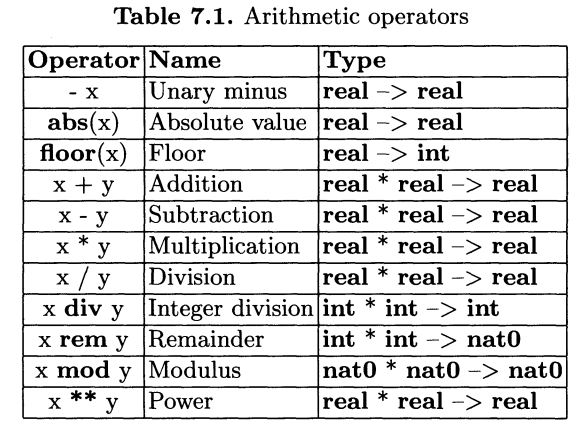 Table 7.1. Arithmetic operators
Operator Name Type
- x Unary minus real -> real
abs(x) Absolute value real -> real
floor(x) Floor real -> int
x + y Addition real * real -> real
x - y Subtraction real * real -> real
x * y Multiplication real * real -> real
x / y Division real * real -> real
x div y Integer division int * int -> int
x rem y Remainder int * int -> nat0
x mod y Modulus nat0 * nat0 -> nat0
x ** y Power real * real -> real